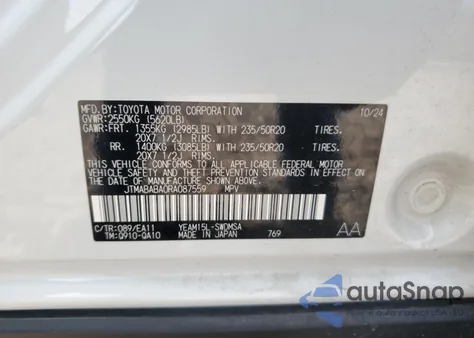 MFD.BY:TOYOTA MOTOR CORPORATION 10/24
GVWR:2550KG (5620LB)
GAWR:FRT. 1355KG (2985LB) WITH 235/50R20 TIRES,
20X7 1/2J RIMS,
RR. 1400KG (3085LB) WITH 235/50R20 TIRES,
20X7 1/2J RIMS,
THIS VEHICLE CONFORMS TO ALL APPLICABLE FEDERAL MOTOR
VEHICLE SAFETY AND THEFT PREVENTION STANDARDS IN EFFECT
ON THE DATE OF MANUFACTURE SHOWN ABOVE.
JTMABABA0RA087559 MPV
C/TR:089/EA11 YEAM15L-SWDMSA
TM:Q910-QA10 MADE IN JAPAN 769 AA
autoSnap